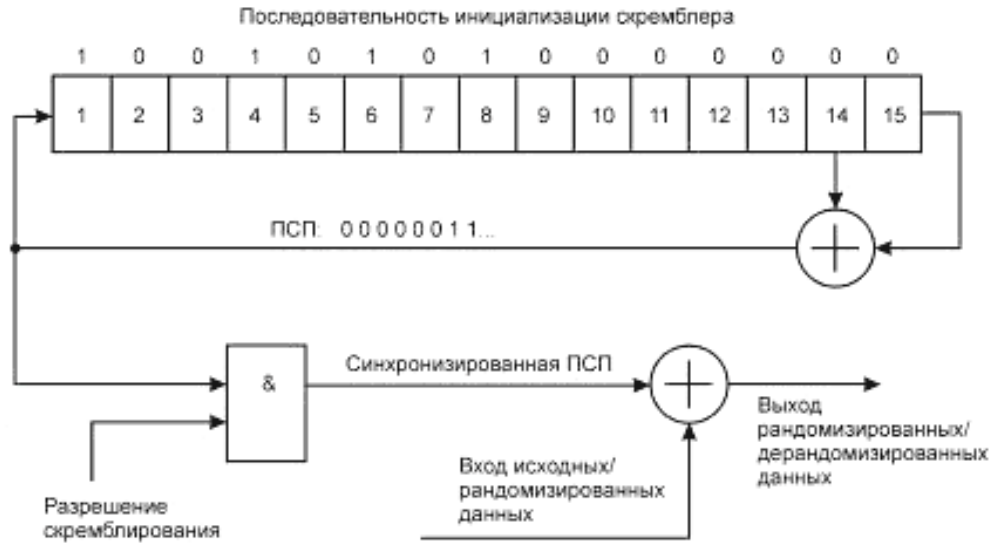 Последовательность инициализации скремблера
1 0 0 1 0 1 0 1 0 0 0 0 0 0 0
1 2 3 4 5 6 7 8 9 10 11 12 13 14 15
ПСП: 0 0 0 0 0 0 1 1...
&
Синхронизированная ПСП
Выход
рандомизированных/
дерандомизированных
данных
Вход исходных/
рандомизированных
данных
Разрешение
скремблирования